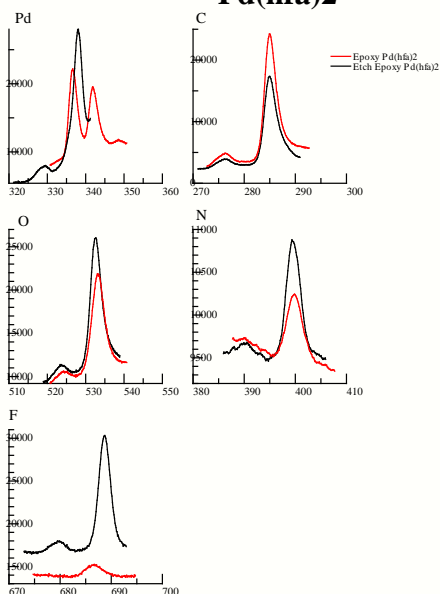 Pd(hfa)2
Pd
20000
10000
320 330 340 350 360
C
20000
10000
0
270 280 290 300
Epoxy Pd(hfa)2
Etch Epoxy Pd(hfa)2
O
25000
20000
15000
10000
510 520 530 540 550
N
11000
10500
10000
9500
380 390 400 410
F
30000
25000
20000
15000
670 680 690 700